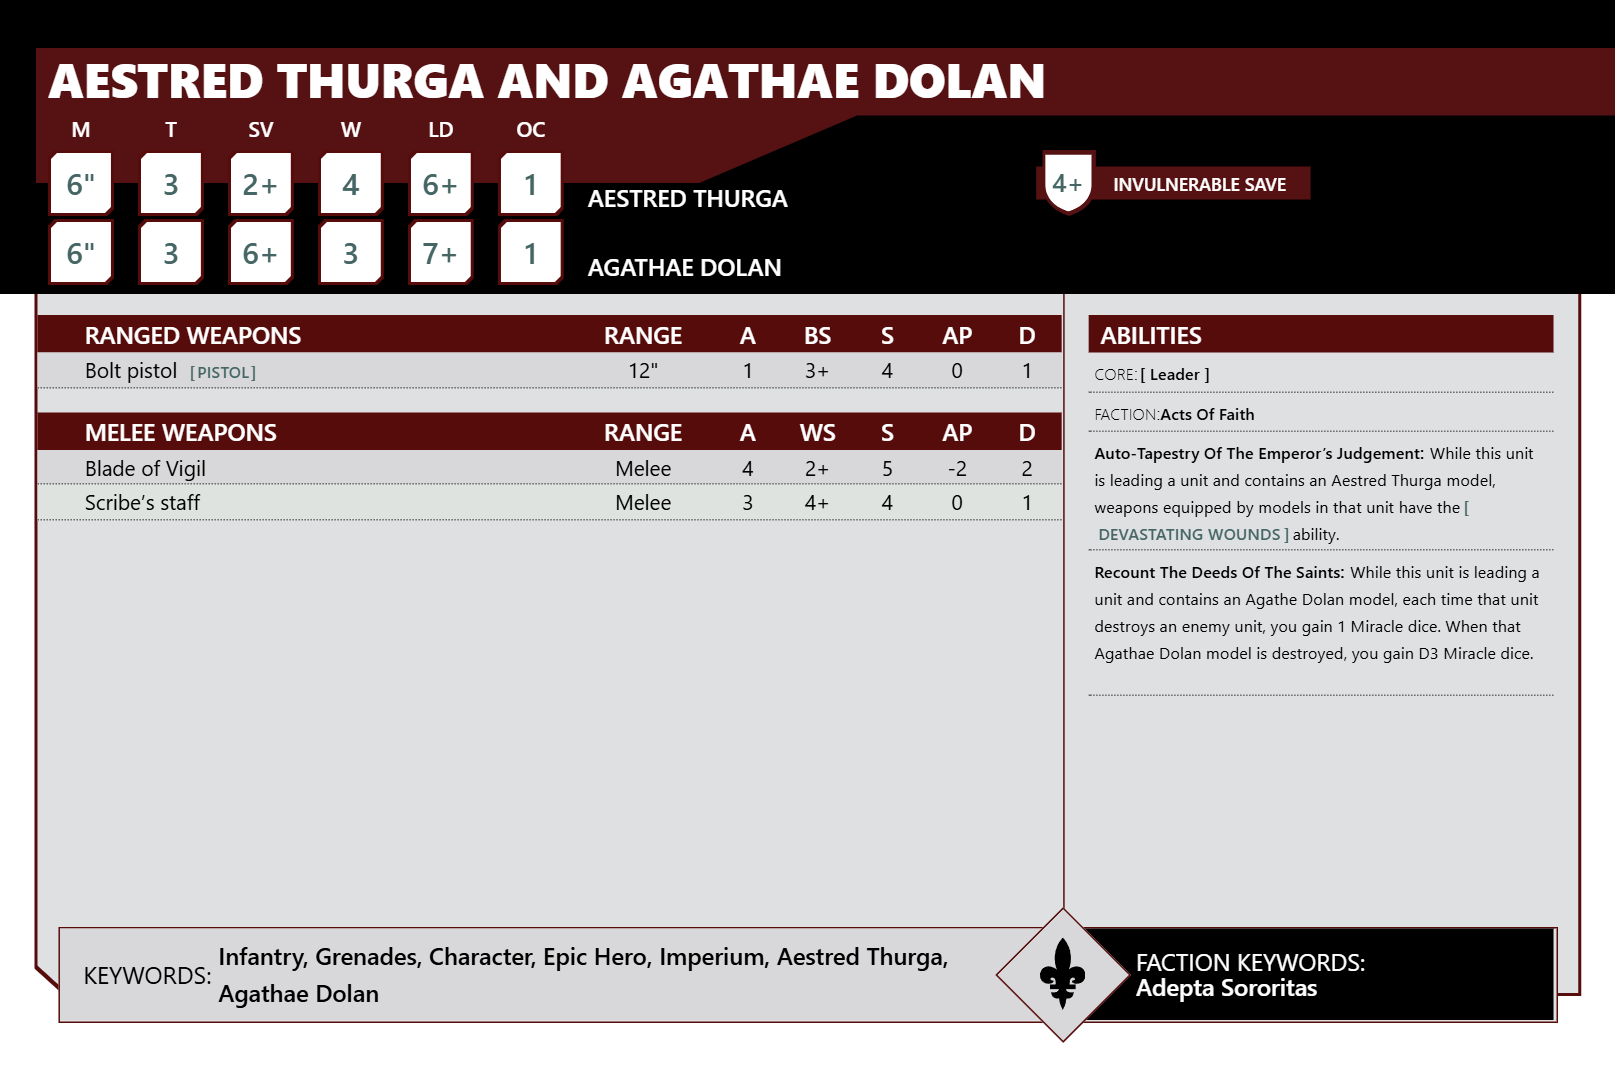 AESTRED THURGA AND AGATHAE DOLAN
M T SV W LD OC
6" 3 2+ 4 6+ 1 AESTRED THURGA
4+ INVULNERABLE SAVE
6" 3 6+ 3 7+ 1 AGATHAE DOLAN
RANGED WEAPONS RANGE A BS S AP D
Bolt pistol [PISTOL] 12" 1 3+ 4 0 1
MELEE WEAPONS RANGE A WS S AP D
Blade of Vigil Melee 4 2+ 5 -2 2
Scribe’s staff Melee 3 4+ 4 0 1
ABILITIES
CORE: [ Leader ]
FACTION: Acts Of Faith
Auto-Tapestry Of The Emperor’s Judgement: While this unit
is leading a unit and contains an Aestred Thurga model,
weapons equipped by models in that unit have the [
DEVASTATING WOUNDS ] ability.
Recount The Deeds Of The Saints: While this unit is leading a
unit and contains an Agathe Dolan model, each time that unit
destroys an enemy unit, you gain 1 Miracle dice. When that
Agathae Dolan model is destroyed, you gain D3 Miracle dice.
KEYWORDS: Infantry, Grenades, Character, Epic Hero, Imperium, Aestred Thurga,
Agathae Dolan
FACTION KEYWORDS:
Adepta Sororitas